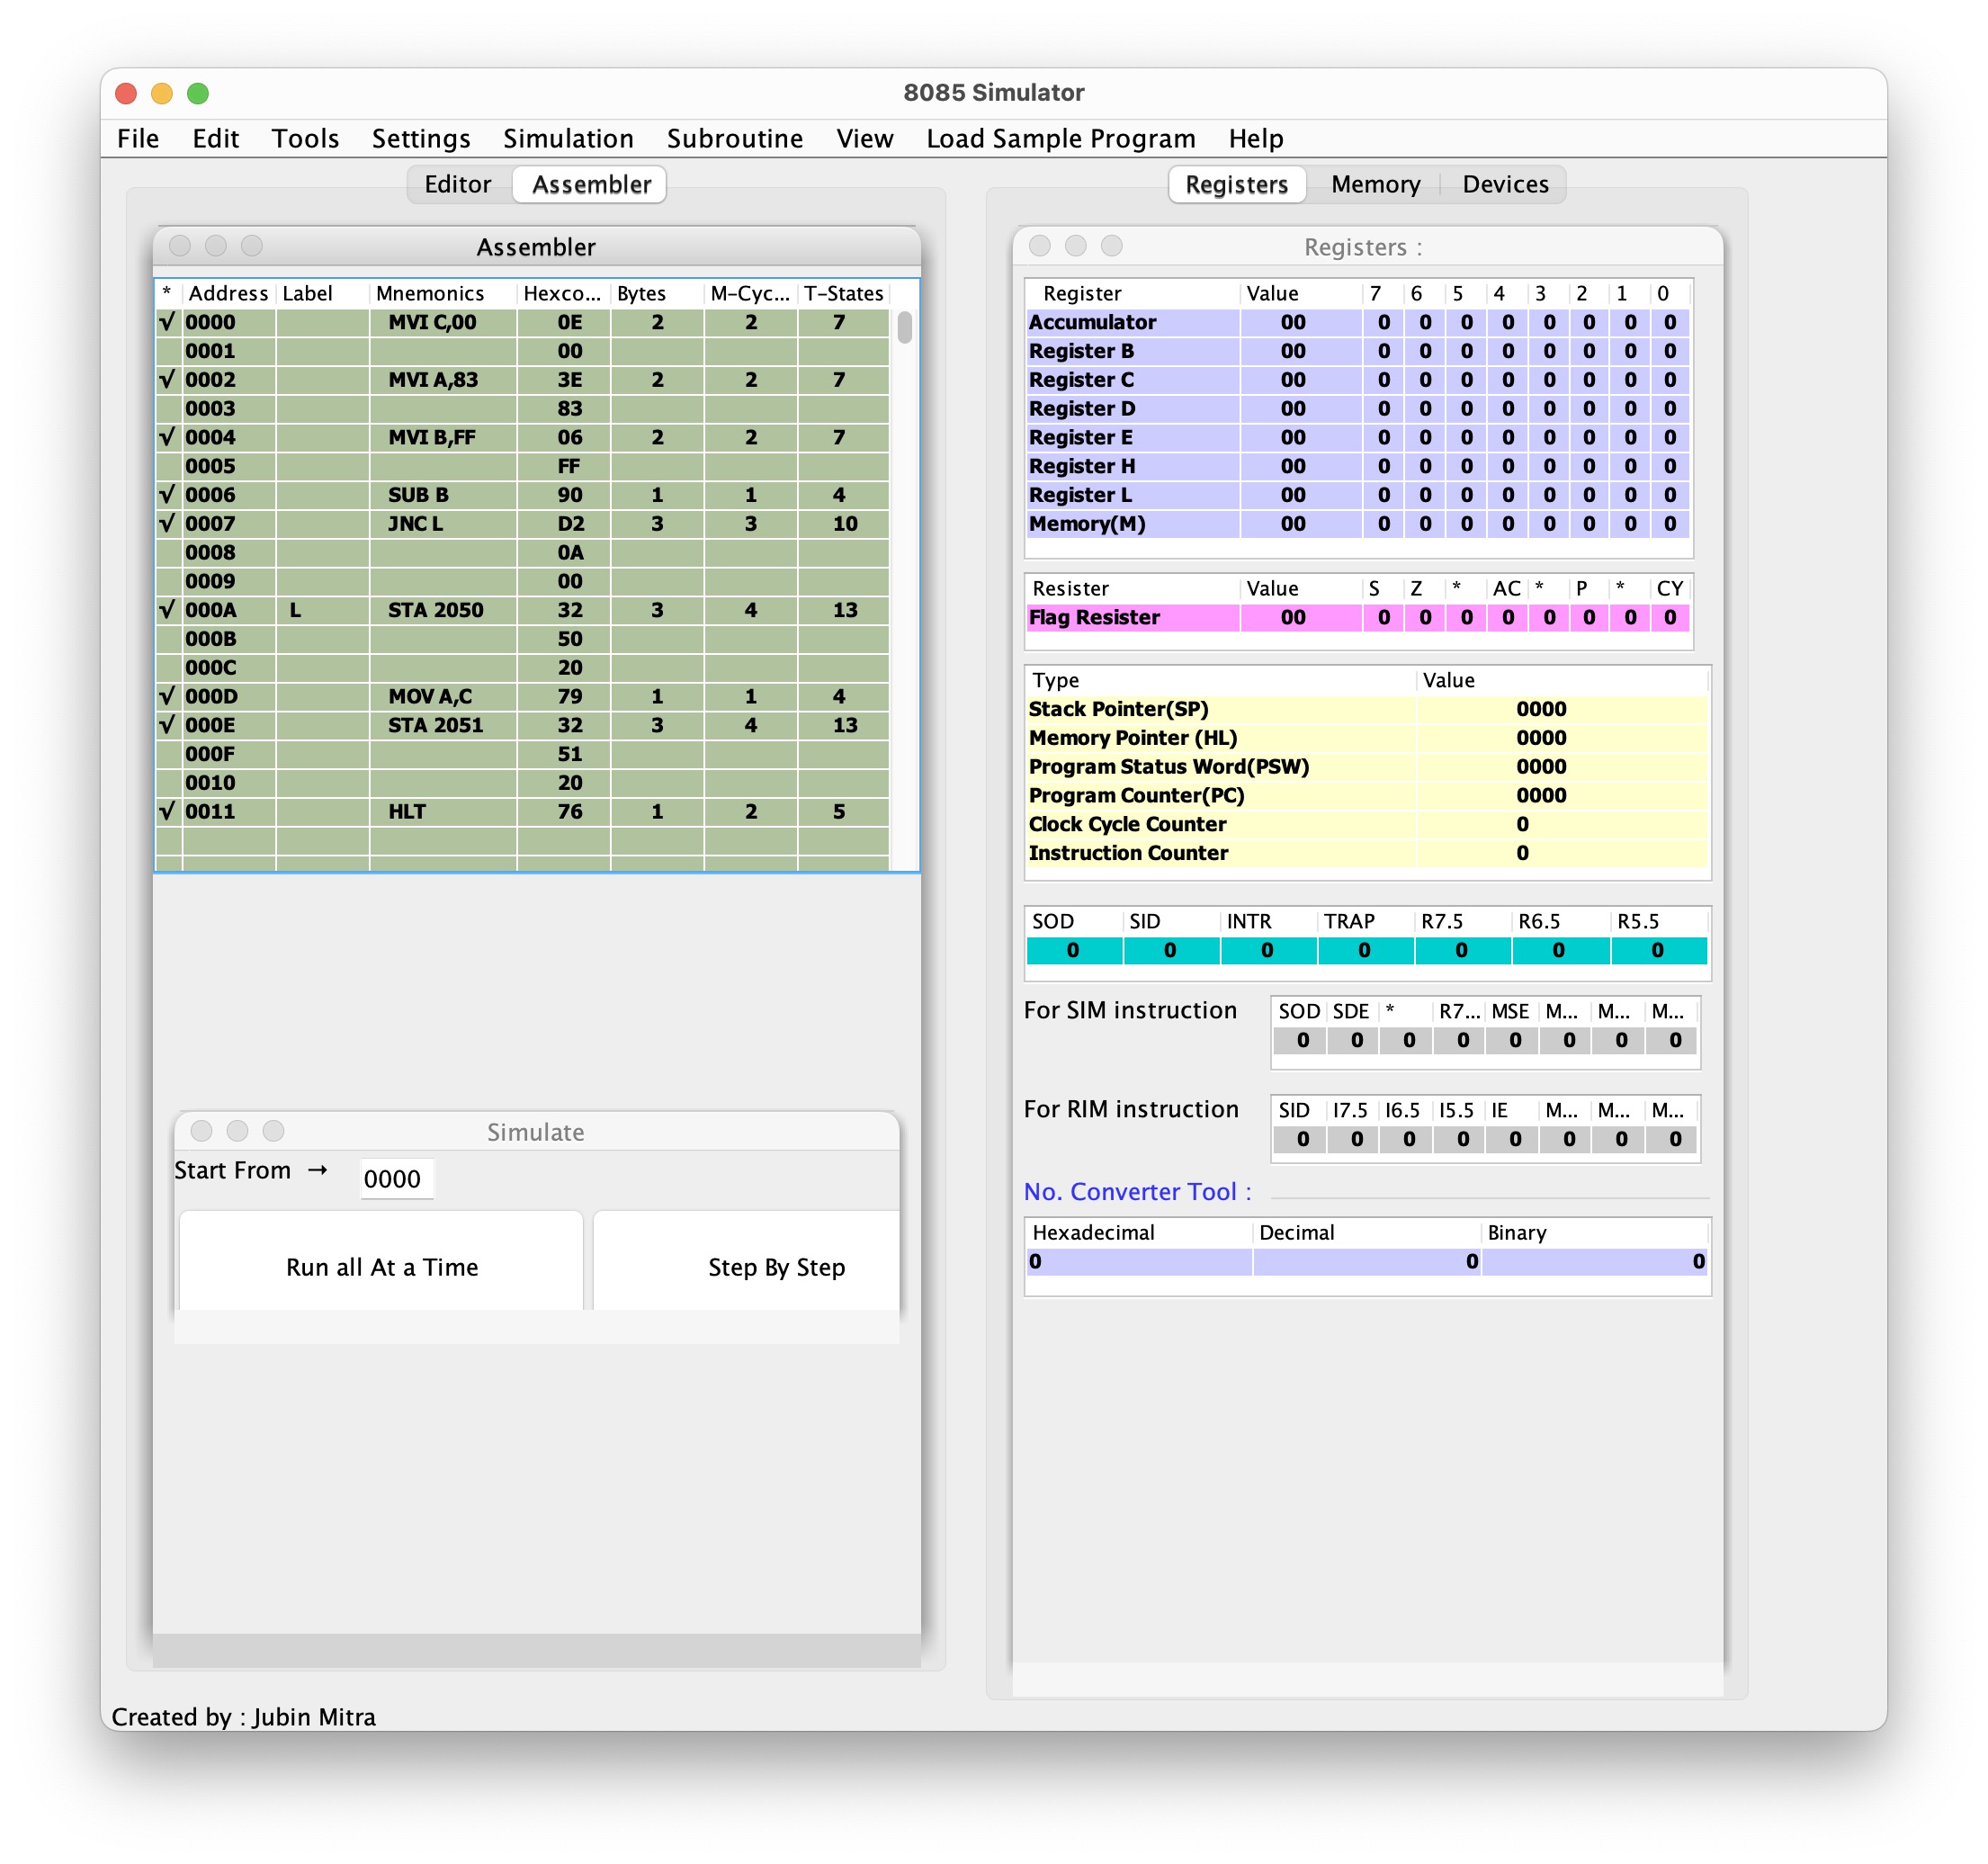 8085 Simulator
File Edit Tools Settings Simulation Subroutine View Load Sample Program Help
Editor Assembler
Assembler
* Address Label Mnemonics Hexco... Bytes M-Cyc... T-States
√ 0000 MVI C,00 0E 2 2 7
0001 00
√ 0002 MVI A,83 3E 2 2 7
0003 83
√ 0004 MVI B,FF 06 2 2 7
0005 FF
√ 0006 SUB B 90 1 1 4
√ 0007 JNC L D2 3 3 10
0008 0A
0009 00
√ 000A L STA 2050 32 3 4 13
000B 50
000C 20
√ 000D MOV A,C 79 1 1 4
√ 000E STA 2051 32 3 4 13
000F 51
0010 20
√ 0011 HLT 76 1 2 5
Simulate
Start From → 0000
Run all At a Time Step By Step
Registers Memory Devices
Registers :
Register Value 7 6 5 4 3 2 1 0
Accumulator 00 0 0 0 0 0 0 0 0
Register B 00 0 0 0 0 0 0 0 0
Register C 00 0 0 0 0 0 0 0 0
Register D 00 0 0 0 0 0 0 0 0
Register E 00 0 0 0 0 0 0 0 0
Register H 00 0 0 0 0 0 0 0 0
Register L 00 0 0 0 0 0 0 0 0
Memory(M) 00 0 0 0 0 0 0 0 0
Resister Value S Z * AC * P * CY
Flag Resister 00 0 0 0 0 0 0 0 0
Type Value
Stack Pointer(SP) 0000
Memory Pointer (HL) 0000
Program Status Word(PSW) 0000
Program Counter(PC) 0000
Clock Cycle Counter 0
Instruction Counter 0
SOD SID INTR TRAP R7.5 R6.5 R5.5
0 0 0 0 0 0 0
For SIM instruction
SOD SDE * R7... MSE M... M... M...
0 0 0 0 0 0 0 0
For RIM instruction
SID I7.5 I6.5 I5.5 IE M... M... M...
0 0 0 0 0 0 0 0
No. Converter Tool :
Hexadecimal Decimal Binary
0 0 0
Created by : Jubin Mitra